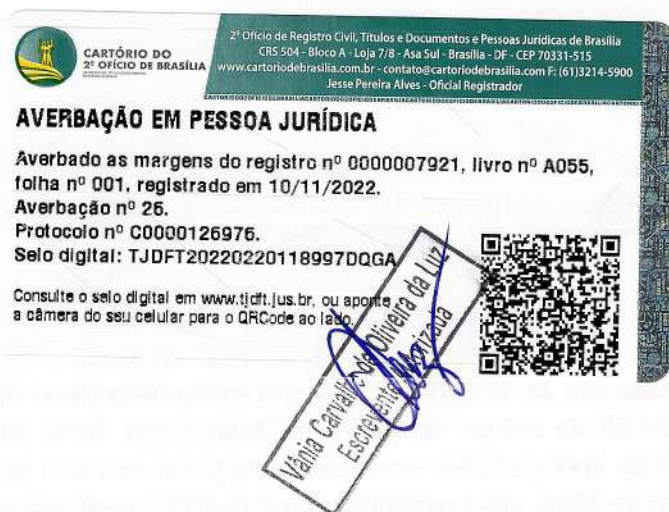 CARTÓRIO DO
2º OFÍCIO DE BRASÍLIA
2º Ofício de Registro Civil, Títulos e Documentos e Pessoas Jurídicas de Brasília
CRS 504 - Bloco A - Loja 7/8 - Asa Sul - Brasília - DF - CEP 70331-515
www.cartoriodebrasilia.com.br - contato@cartoriodebrasilia.com F: (61)3214-5900
Jesse Pereira Alves - Oficial Registrador
AVERBAÇÃO EM PESSOA JURÍDICA
Averbado as margens do registro nº 0000007921, livro nº A055,
folha nº 001, registrado em 10/11/2022.
Averbação nº 26.
Protocolo nº C0000126976.
Selo digital: TJDFT20220220118997DQGA
Consulte o selo digital em www.tjdft.jus.br, ou aponte
a câmera do seu celular para o QRCode ao lado.
Vânia Carvalho de Oliveira da Luz
Escrevente Autorizada